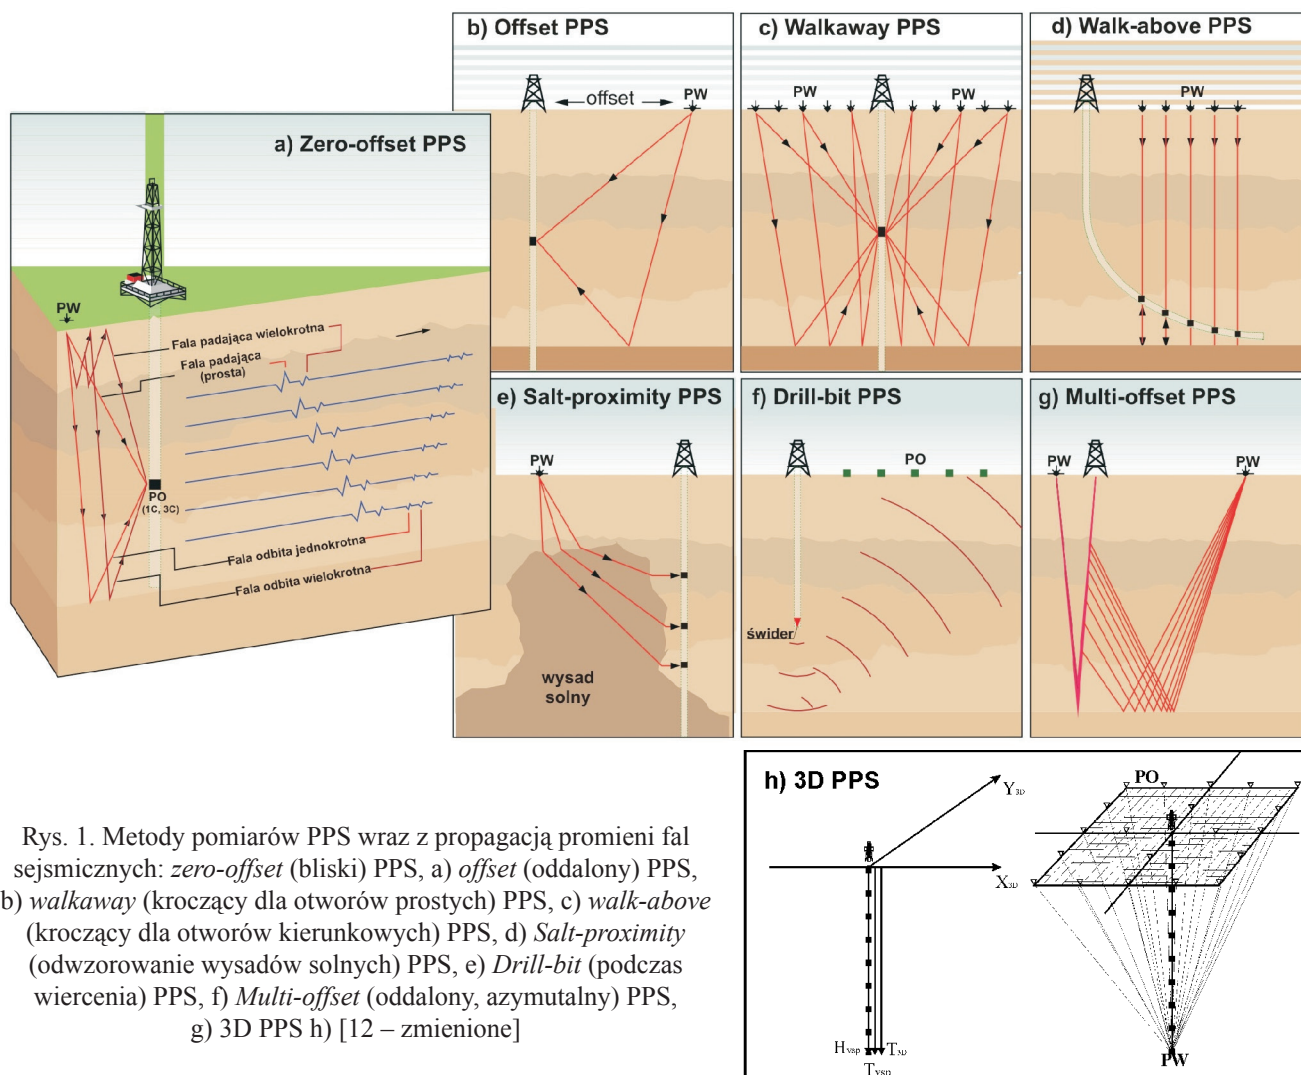 a) Zero-offset PPS
PW
Fala padająca wielokrotna
Fala padająca
(prosta)
PO
(1C, 3C)
Fala odbita jednokrotna
Fala odbita wielokrotna
b) Offset PPS
offset
PW
c) Walkaway PPS
PW
PW
d) Walk-above PPS
PW
e) Salt-proximity PPS
PW
wysad
solny
f) Drill-bit PPS
PO
świder
g) Multi-offset PPS
PW
PW
h) 3D PPS
Y3D
X3D
HVSP
T3D
TVSP
PO
PW
Rys. 1. Metody pomiarów PPS wraz z propagacją promieni fal
sejsmicznych: zero-offset (bliski) PPS, a) offset (oddalony) PPS,
b) walkaway (kroczący dla otworów prostych) PPS, c) walk-above
(kroczący dla otworów kierunkowych) PPS, d) Salt-proximity
(odwzorowanie wysadów solnych) PPS, e) Drill-bit (podczas
wiercenia) PPS, f) Multi-offset (oddalony, azymutalny) PPS,
g) 3D PPS h) [12 – zmienione]